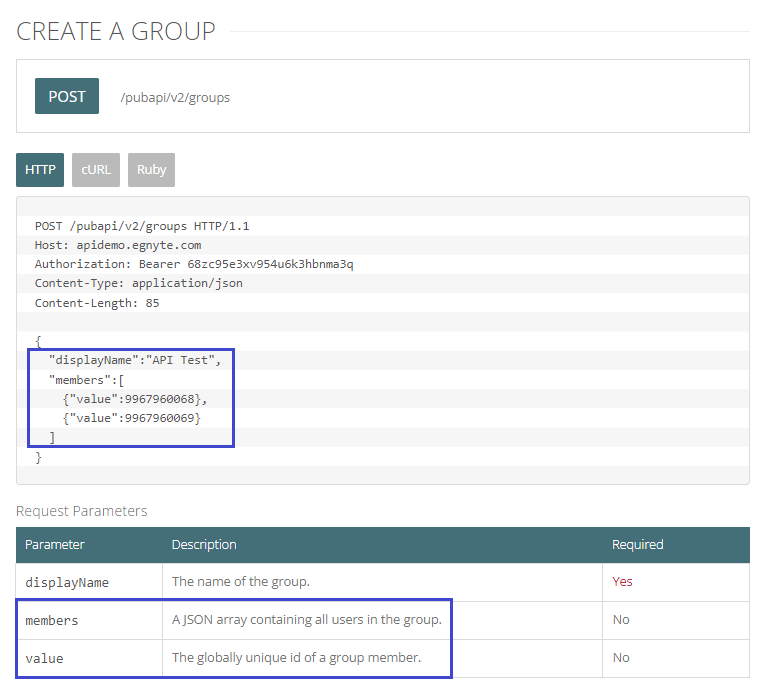 CREATE A GROUP
POST /pubapi/v2/groups
HTTP cURL Ruby
POST /pubapi/v2/groups HTTP/1.1
Host: apidemo.egnyte.com
Authorization: Bearer 68zc95e3xv954u6k3hbnma3q
Content-Type: application/json
Content-Length: 85
{
"displayName":"API Test",
"members":[
{"value":9967960068},
{"value":9967960069}
]
}
Request Parameters
Parameter Description Required
displayName The name of the group. Yes
members A JSON array containing all users in the group. No
value The globally unique id of a group member. No